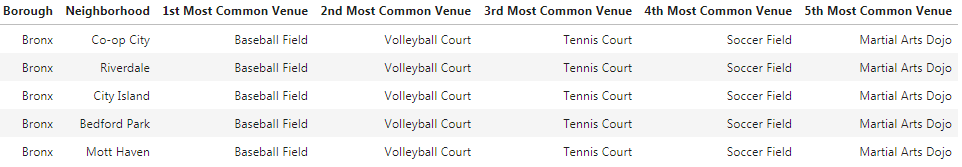 Borough Neighborhood 1st Most Common Venue 2nd Most Common Venue 3rd Most Common Venue 4th Most Common Venue 5th Most Common Venue
Bronx Co-op City Baseball Field Volleyball Court Tennis Court Soccer Field Martial Arts Dojo
Bronx Riverdale Baseball Field Volleyball Court Tennis Court Soccer Field Martial Arts Dojo
Bronx City Island Baseball Field Volleyball Court Tennis Court Soccer Field Martial Arts Dojo
Bronx Bedford Park Baseball Field Volleyball Court Tennis Court Soccer Field Martial Arts Dojo
Bronx Mott Haven Baseball Field Volleyball Court Tennis Court Soccer Field Martial Arts Dojo